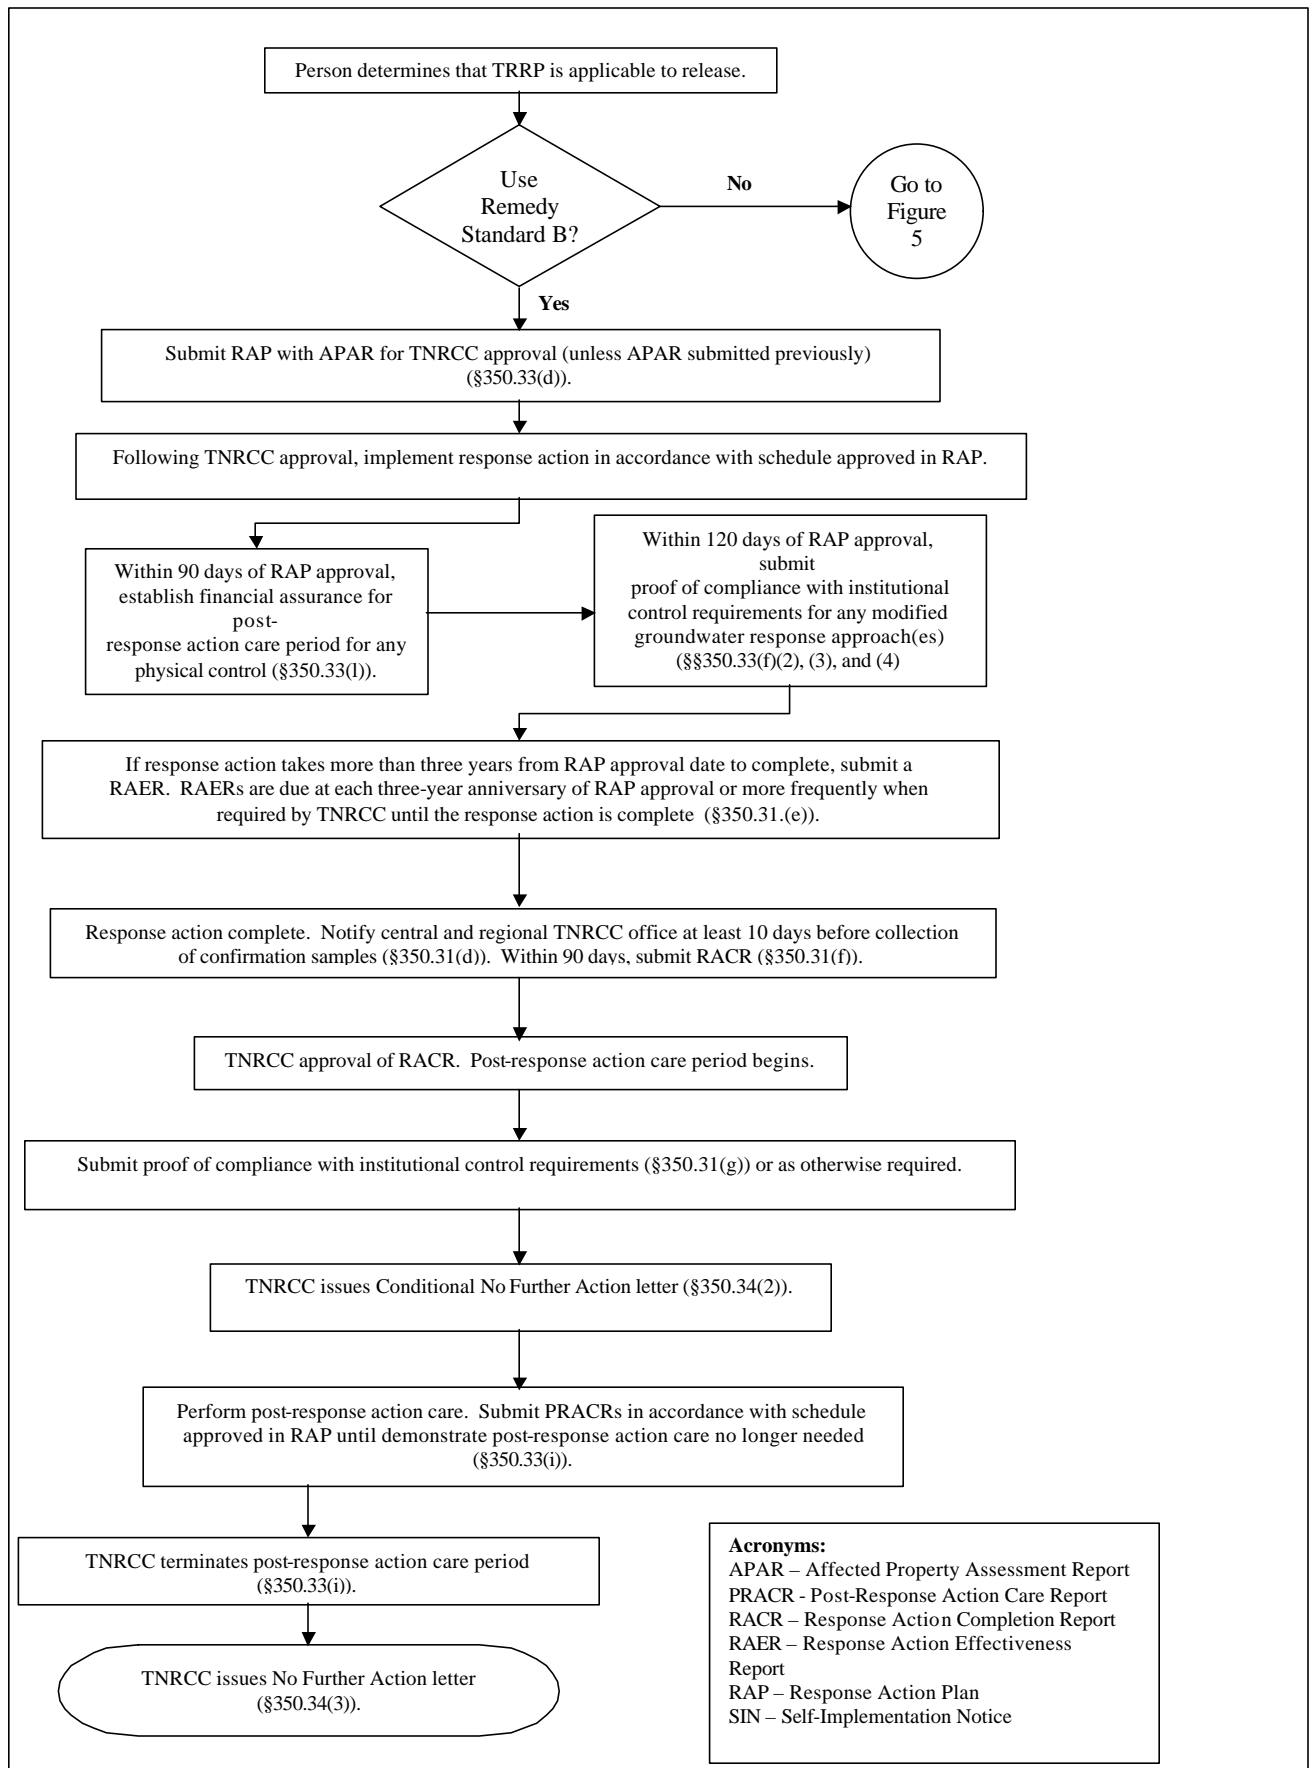 Person determines that TRRP is applicable to release.
Use
Remedy
Standard B?
No
Go to
Figure
5
Yes
Submit RAP with APAR for TNRCC approval (unless APAR submitted previously)
(§350.33(d)).
Following TNRCC approval, implement response action in accordance with schedule approved in RAP.
Within 90 days of RAP approval,
establish financial assurance for
post-
response action care period for any
physical control (§350.33(l)).
Within 120 days of RAP approval,
submit
proof of compliance with institutional
control requirements for any modified
groundwater response approach(es)
(§§350.33(f)(2), (3), and (4)
If response action takes more than three years from RAP approval date to complete, submit a
RAER. RAERs are due at each three-year anniversary of RAP approval or more frequently when
required by TNRCC until the response action is complete (§350.31.(e)).
Response action complete. Notify central and regional TNRCC office at least 10 days before collection
of confirmation samples (§350.31(d)). Within 90 days, submit RACR (§350.31(f)).
TNRCC approval of RACR. Post-response action care period begins.
Submit proof of compliance with institutional control requirements (§350.31(g)) or as otherwise required.
TNRCC issues Conditional No Further Action letter (§350.34(2)).
Perform post-response action care. Submit PRACRs in accordance with schedule
approved in RAP until demonstrate post-response action care no longer needed
(§350.33(i)).
TNRCC terminates post-response action care period
(§350.33(i)).
TNRCC issues No Further Action letter
(§350.34(3)).
Acronyms:
APAR – Affected Property Assessment Report
PRACR - Post-Response Action Care Report
RACR – Response Action Completion Report
RAER – Response Action Effectiveness
Report
RAP – Response Action Plan
SIN – Self-Implementation Notice